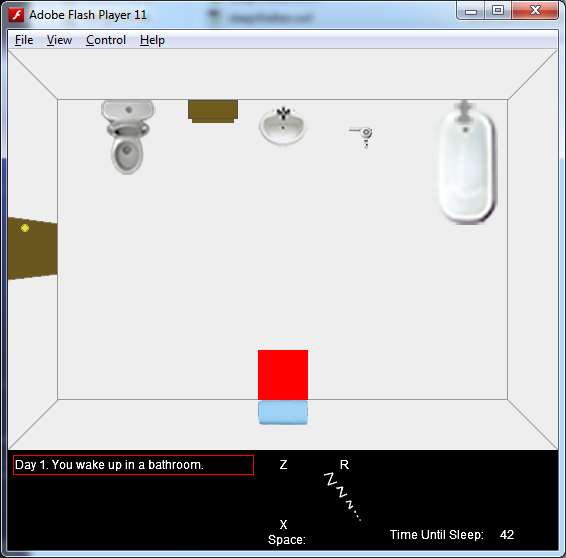 Adobe Flash Player 11
File View Control Help
Day 1. You wake up in a bathroom.
Z R
Z Z z z . . .
X
Space:
Time Until Sleep: 42